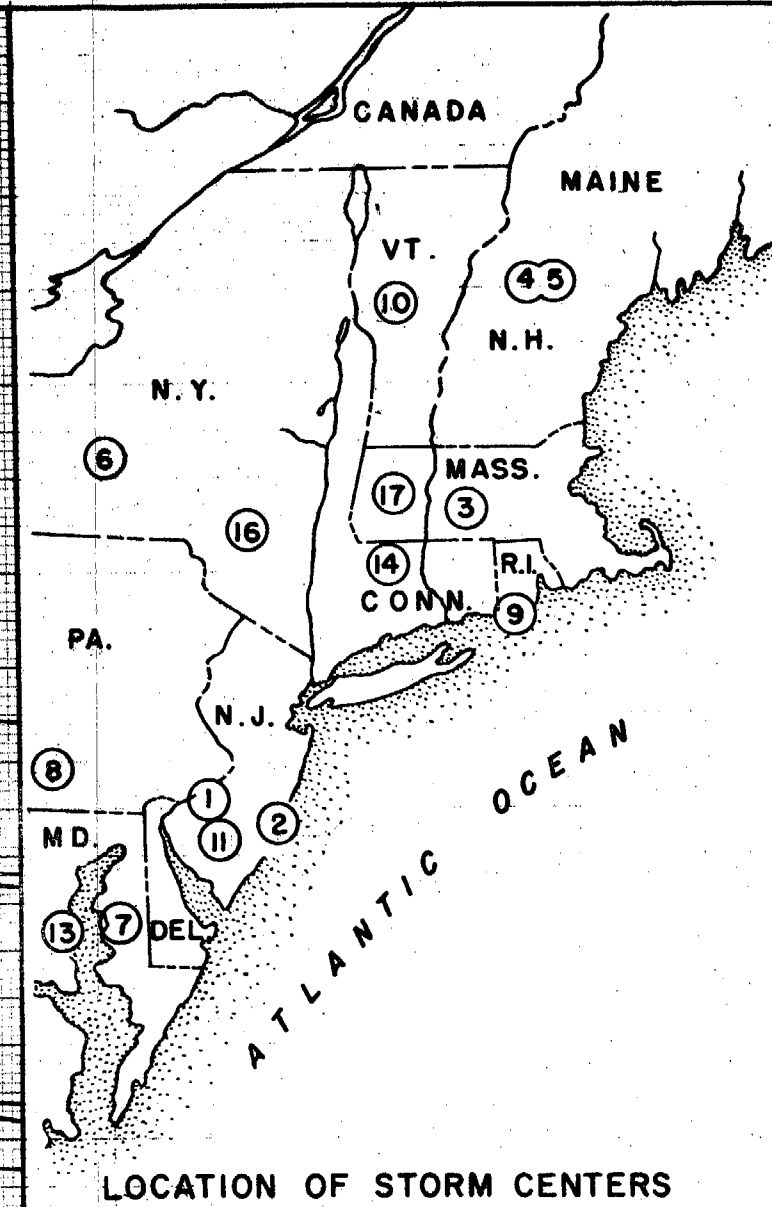 CANADA
MAINE
VT.
4 5
10
N.H.
N.Y.
6
MASS.
17
3
16
14
R.I.
CONN.
9
PA.
N.J.
OCEAN
8
1
2
11
MD.
ATLANTIC
7
DEL.
13
LOCATION OF STORM CENTERS